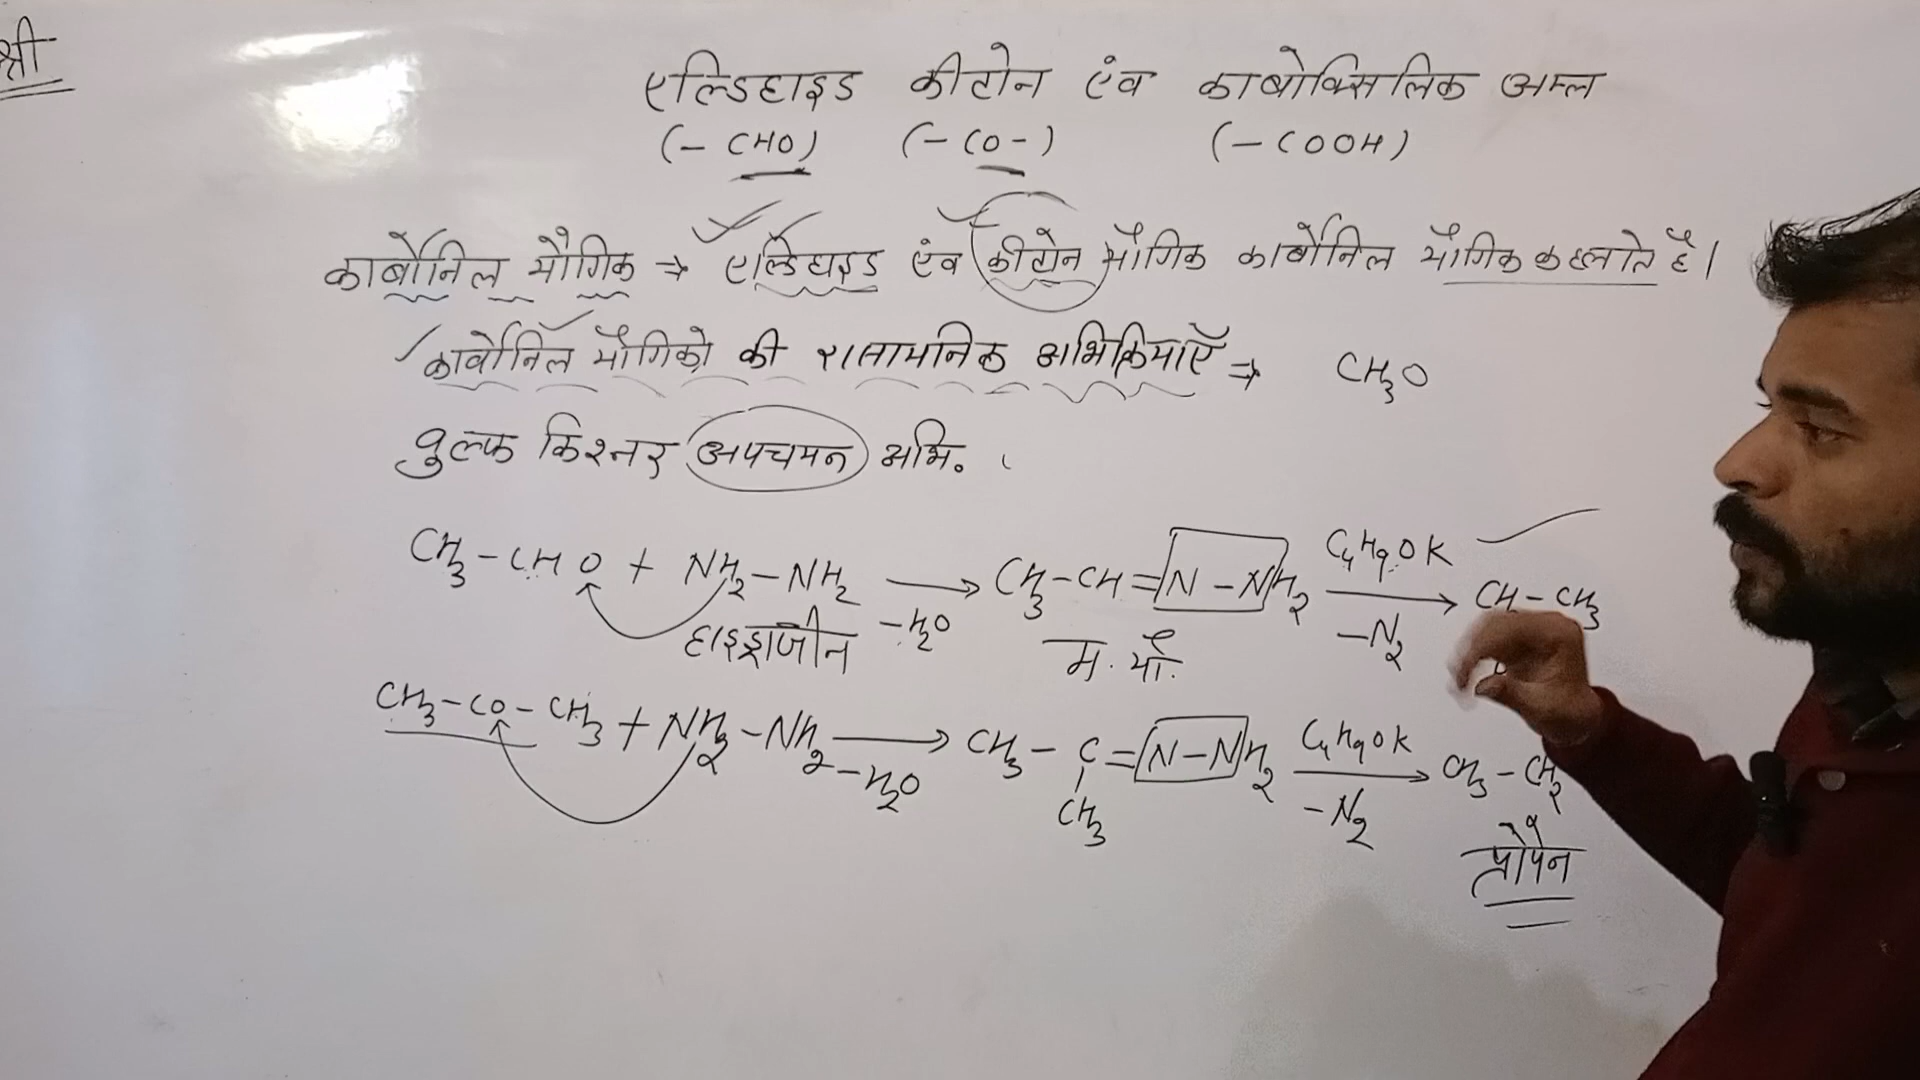 श्री
एल्डिहाइड कीटोन एंव कार्बोक्सिलिक अम्ल
(-CHO) (-CO-) (-COOH)
कार्बोनिल यौगिक → एल्डिहाइड एंव कीटोन यौगिक कार्बोनिल यौगिक कहलाते है।
कार्बोनिल यौगिको की रासायनिक अभिक्रियाएँ ⇒ CH₃O
वुल्फ किश्नर अपचयन अभि.
CH₃-CHO + NH₂-NH₂ → CH₃-CH=N-NH₂ C₄H₉OK → CH-CH₃
हाइड्राजीन -H₂O म.यौ. -N₂
CH₃-CO-CH₃ + NH₂-NH₂ → CH₃-C=N-NH₂ C₄H₉OK → CH₃-CH₂
-H₂O CH₃ -N₂
प्रोपेन